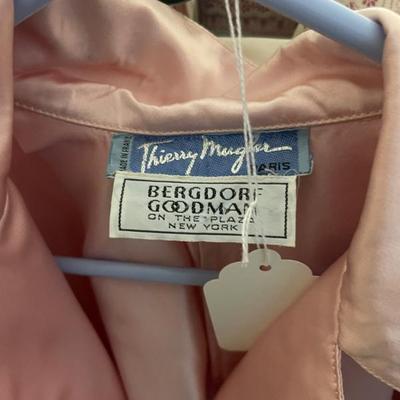 MADE IN FRANCE
Thierry Mugler
PARIS
BERGDORF
GOODMAN
ON THE PLAZA
NEW YORK